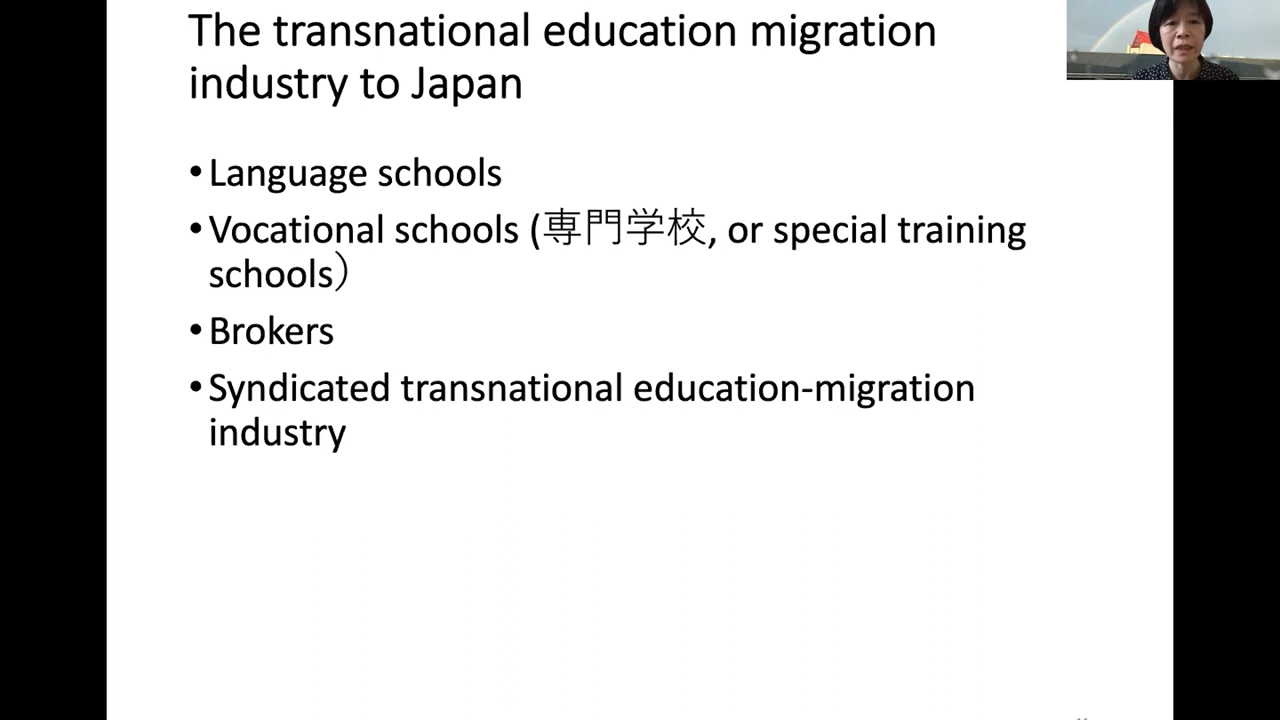 The transnational education migration
industry to Japan
•Language schools
•Vocational schools (専門学校, or special training
schools）
•Brokers
•Syndicated transnational education-migration
industry